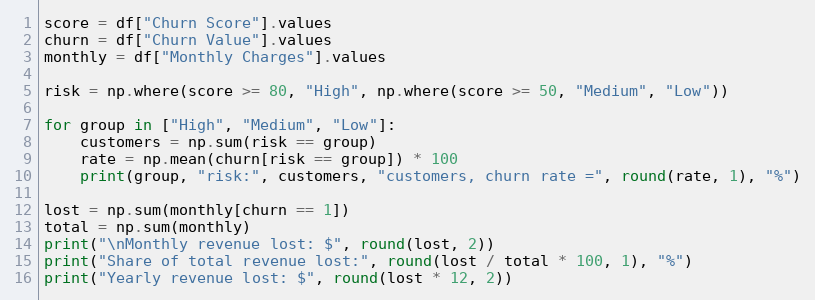 1 score = df["Churn Score"].values
2 churn = df["Churn Value"].values
3 monthly = df["Monthly Charges"].values
4
5 risk = np.where(score >= 80, "High", np.where(score >= 50, "Medium", "Low"))
6
7 for group in ["High", "Medium", "Low"]:
8     customers = np.sum(risk == group)
9     rate = np.mean(churn[risk == group]) * 100
10     print(group, "risk:", customers, "customers, churn rate =", round(rate, 1), "%")
11
12 lost = np.sum(monthly[churn == 1])
13 total = np.sum(monthly)
14 print("\nMonthly revenue lost: $", round(lost, 2))
15 print("Share of total revenue lost:", round(lost / total * 100, 1), "%")
16 print("Yearly revenue lost: $", round(lost * 12, 2))